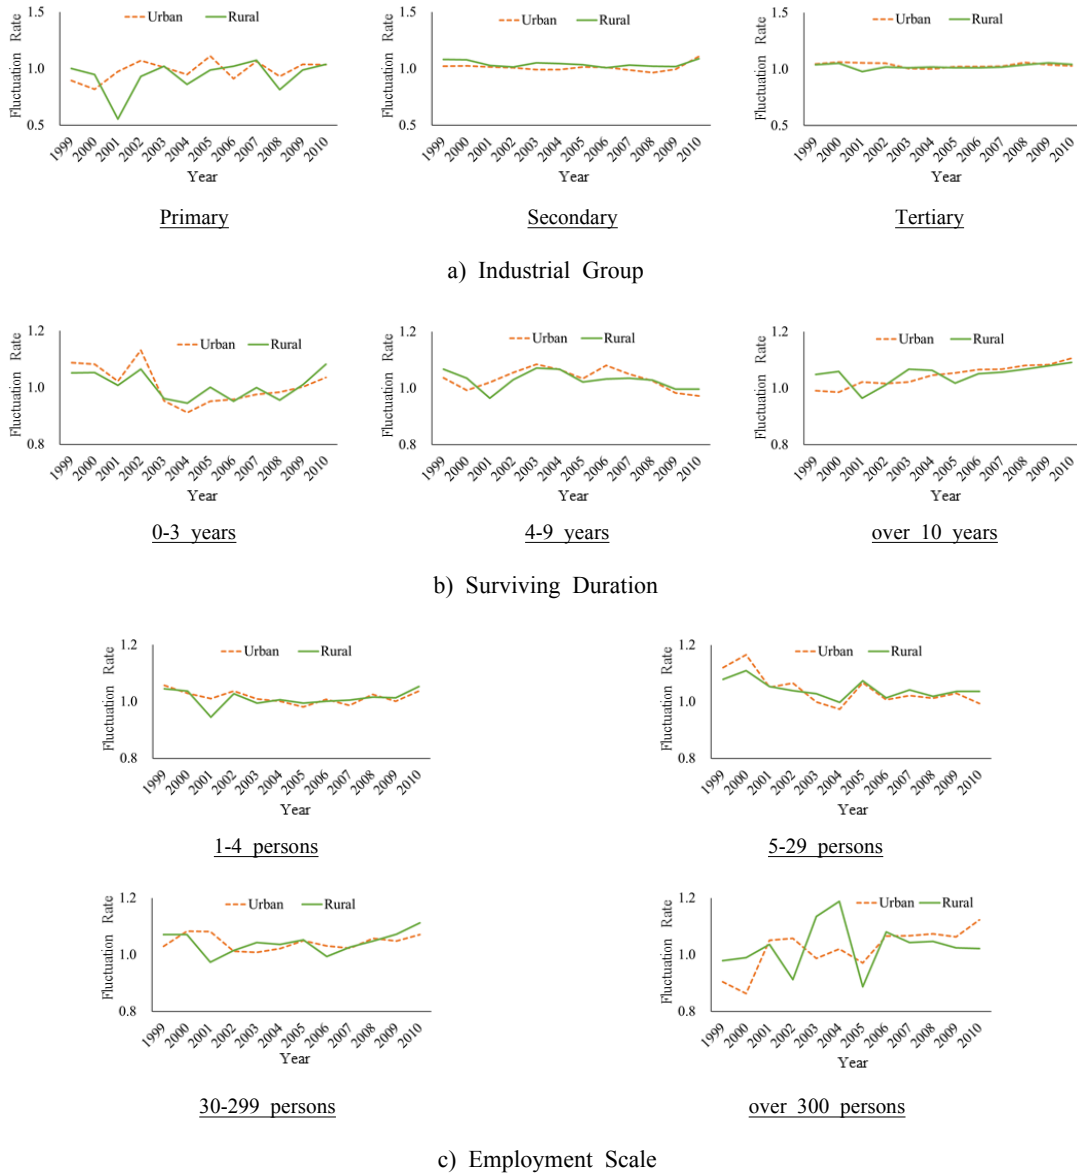 Fluctuation Rate
1.5
1.0
0.5
Urban
Rural
1999
2000
2001
2002
2003
2004
2005
2006
2007
2008
2009
2010
Year
Primary
Fluctuation Rate
1.5
1.0
0.5
Urban
Rural
1999
2000
2001
2002
2003
2004
2005
2006
2007
2008
2009
2010
Year
Secondary
Fluctuation Rate
1.5
1.0
0.5
Urban
Rural
1999
2000
2001
2002
2003
2004
2005
2006
2007
2008
2009
2010
Year
Tertiary
a) Industrial Group
Fluctuation Rate
1.2
1.0
0.8
Urban
Rural
1999
2000
2001
2002
2003
2004
2005
2006
2007
2008
2009
2010
Year
0-3 years
Fluctuation Rate
1.2
1.0
0.8
Urban
Rural
1999
2000
2001
2002
2003
2004
2005
2006
2007
2008
2009
2010
Year
4-9 years
Fluctuation Rate
1.2
1.0
0.8
Urban
Rural
1999
2000
2001
2002
2003
2004
2005
2006
2007
2008
2009
2010
Year
over 10 years
b) Surviving Duration
Fluctuation Rate
1.2
1.0
0.8
Urban
Rural
1999
2000
2001
2002
2003
2004
2005
2006
2007
2008
2009
2010
Year
1-4 persons
Fluctuation Rate
1.2
1.0
0.8
Urban
Rural
1999
2000
2001
2002
2003
2004
2005
2006
2007
2008
2009
2010
Year
5-29 persons
Fluctuation Rate
1.2
1.0
0.8
Urban
Rural
1999
2000
2001
2002
2003
2004
2005
2006
2007
2008
2009
2010
Year
30-299 persons
Fluctuation Rate
1.2
1.0
0.8
Urban
Rural
1999
2000
2001
2002
2003
2004
2005
2006
2007
2008
2009
2010
Year
over 300 persons
c) Employment Scale